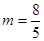 m = 8/5